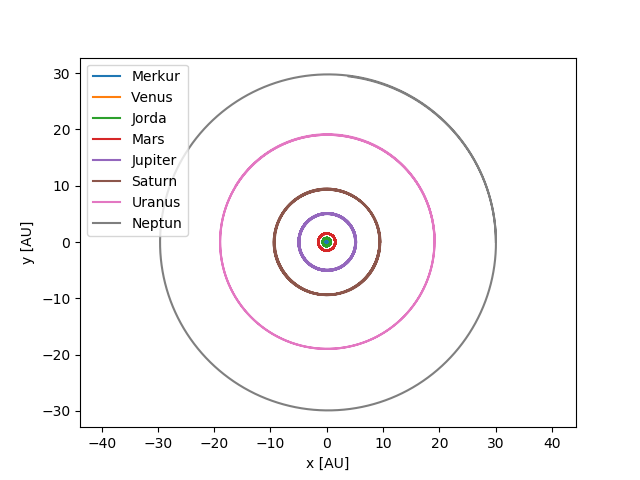 30
20
10
0
−10
−20
−30
y [AU]
Merkur
Venus
Jorda
Mars
Jupiter
Saturn
Uranus
Neptun
−40 −30 −20 −10 0 10 20 30 40
x [AU]